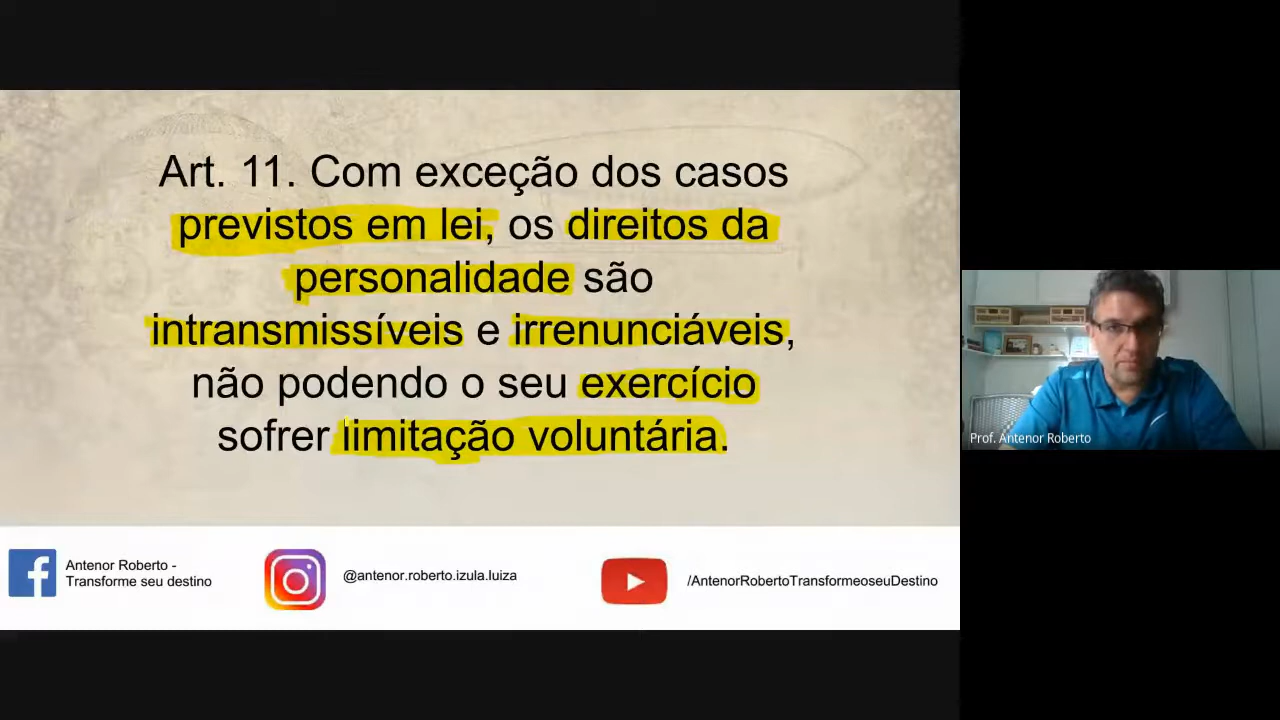 Art. 11. Com exceção dos casos
previstos em lei, os direitos da
personalidade são
intransmissíveis e irrenunciáveis,
não podendo o seu exercício
sofrer limitação voluntária.
Antenor Roberto -
Transforme seu destino
@antenor.roberto.izula.luiza
/AntenorRobertoTransformeoseuDestino
Prof. Antenor Roberto